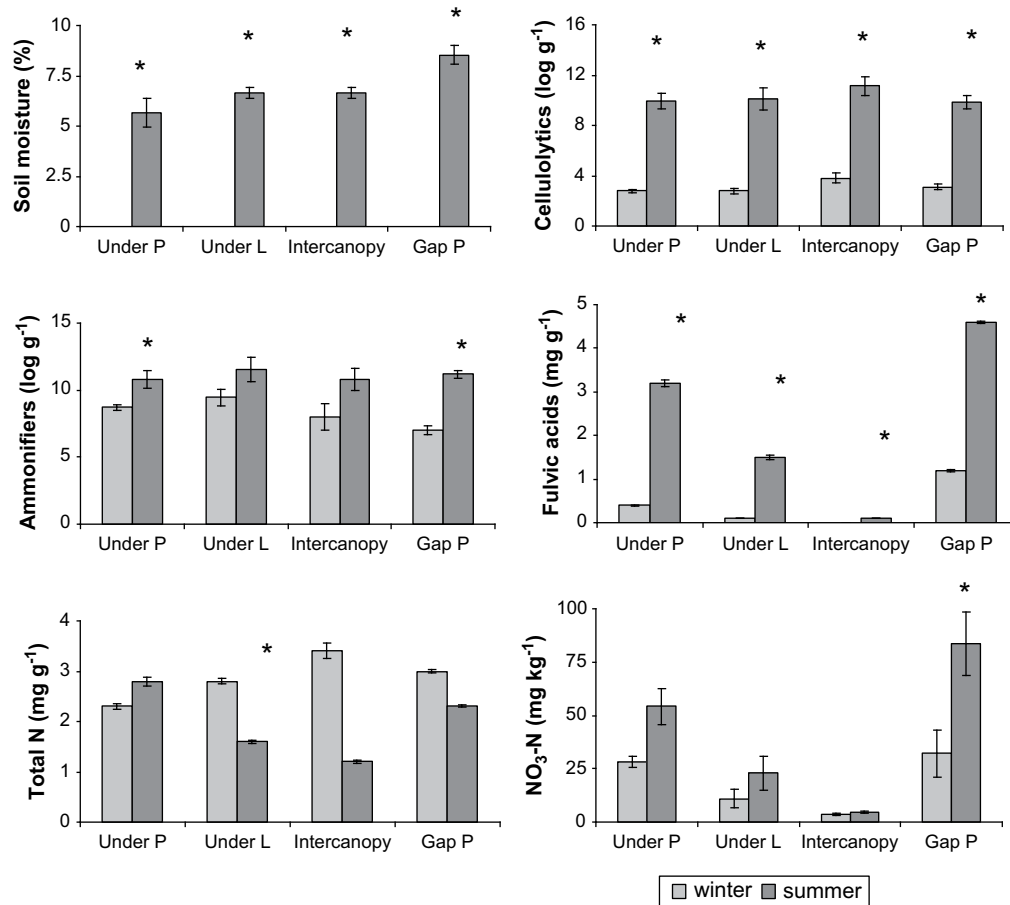 Soil moisture (%)
10
7.5
5
2.5
0
*
*
*
*
Under P
Under L
Intercanopy
Gap P
Cellulolytics (log g⁻¹)
16
12
8
4
0
*
*
*
*
Under P
Under L
Intercanopy
Gap P
Ammonifiers (log g⁻¹)
15
10
5
0
*
*
Under P
Under L
Intercanopy
Gap P
Fulvic acids (mg g⁻¹)
5
4
3
2
1
0
*
*
*
*
Under P
Under L
Intercanopy
Gap P
Total N (mg g⁻¹)
4
3
2
1
0
*
Under P
Under L
Intercanopy
Gap P
NO₃-N (mg kg⁻¹)
100
75
50
25
0
*
Under P
Under L
Intercanopy
Gap P
winter
summer